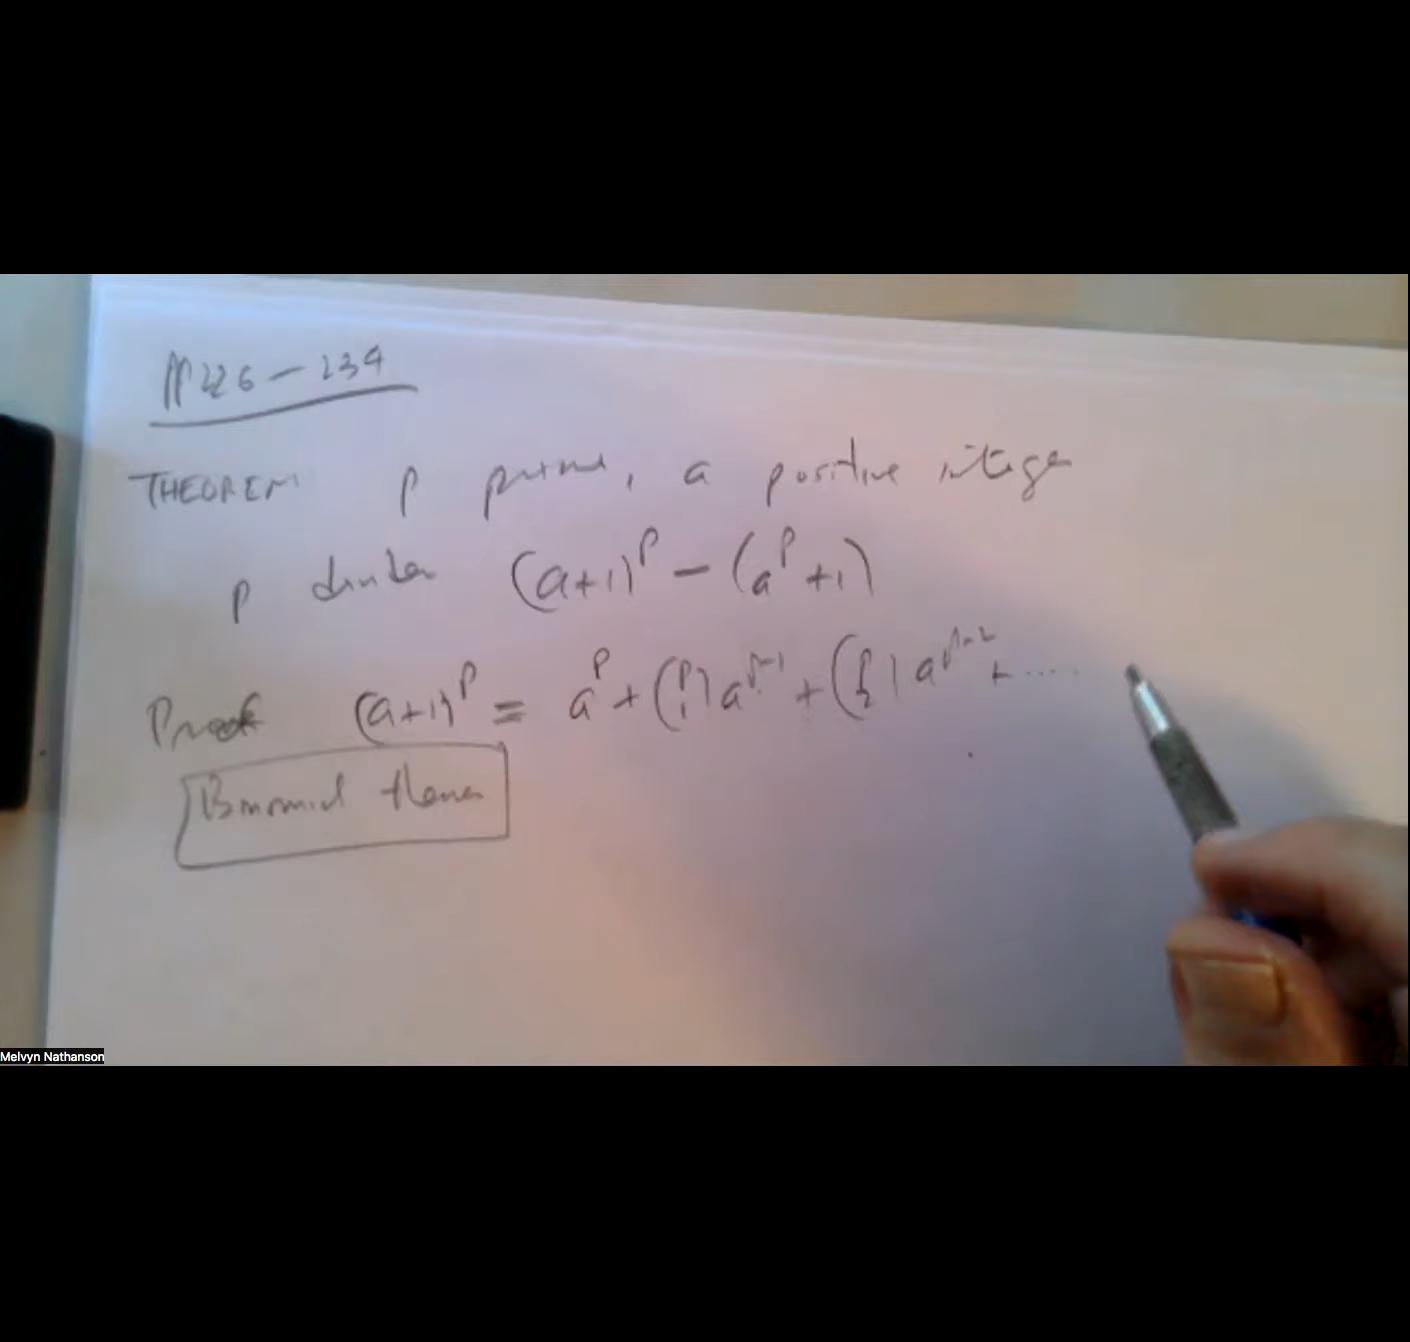 pp 226 - 234
THEOREM p prime, a positive integer
p divides (a+1)^p - (a^p + 1)
Proof (a+1)^p = a^p + (p 1) a^{p-1} + (p 2) a^{p-2} + ....
Binomial theorem
Melvyn Nathanson